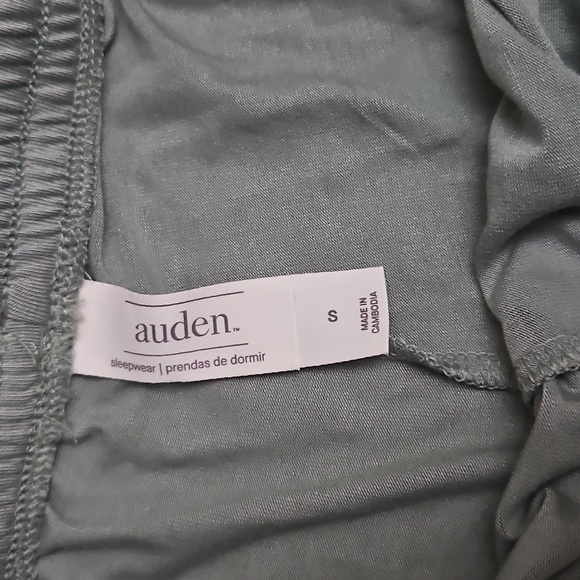 auden™
sleepwear | prendas de dormir
S
MADE IN
CAMBODIA